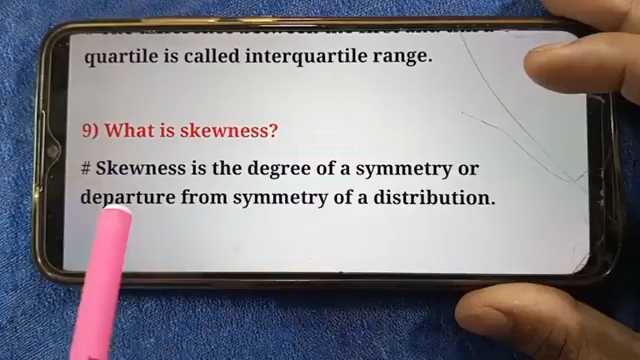 quartile is called interquartile range.
9) What is skewness?
# Skewness is the degree of a symmetry or
departure from symmetry of a distribution.